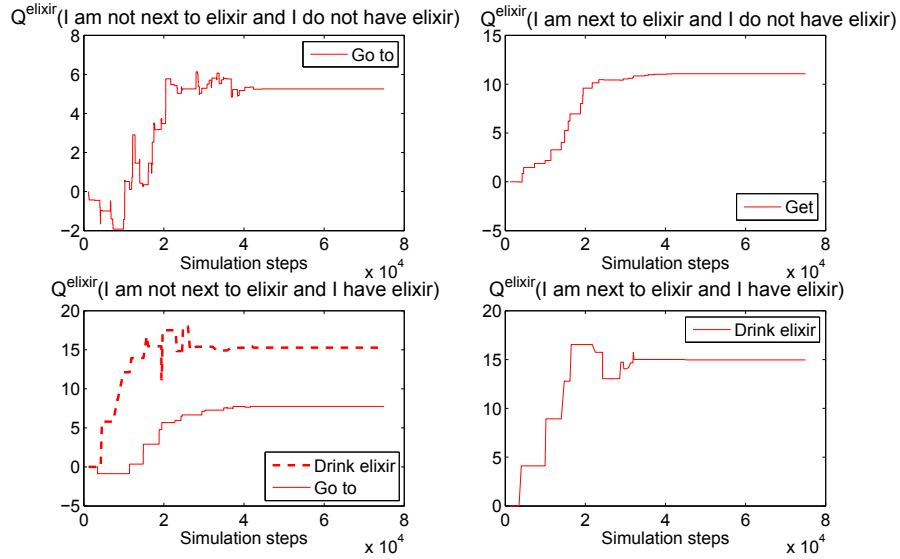 Q^elixir(I am not next to elixir and I do not have elixir)
8
6
4
2
0
−2
Go to
0
2
4
6
8
Simulation steps
x 10^4
Q^elixir(I am next to elixir and I do not have elixir)
15
10
5
0
−5
Get
0
2
4
6
8
Simulation steps
x 10^4
Q^elixir(I am not next to elixir and I have elixir)
20
15
10
5
0
−5
Drink elixir
Go to
0
2
4
6
8
Simulation steps
x 10^4
Q^elixir(I am next to elixir and I have elixir)
20
15
10
5
0
Drink elixir
0
2
4
6
8
Simulation steps
x 10^4